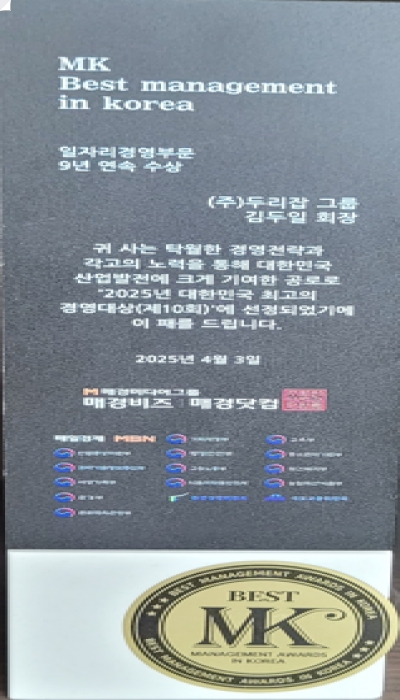 MK
Best management
in korea
일자리경영부문
9년 연속 수상
(주)두리잡 그룹
김두일 회장
귀 사는 탁월한 경영전략과
각고의 노력을 통해 대한민국
산업발전에 크게 기여한 공로로
"2025년 대한민국 최고의
경영대상(제10회)"에 선정되었기에
이 패를 드립니다.
2025년 4월 3일
M 매경미디어그룹
매경비즈 매경닷컴
매일경제 MBN
BEST MANAGEMENT AWARDS IN KOREA
BEST
MK
MANAGEMENT AWARDS
IN KOREA
BEST MANAGEMENT AWARDS IN KOREA